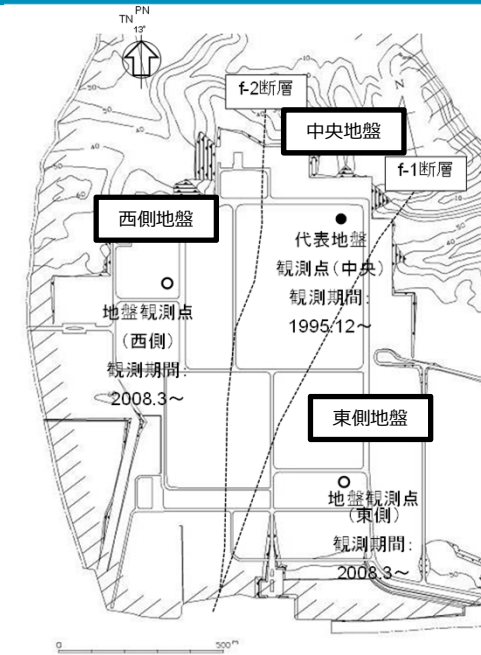 PN
TN
13°
f-2断層
中央地盤
f-1断層
西側地盤
代表地盤
観測点(中央)
観測期間:
1995.12～
地盤観測点
(西側)
観測期間:
2008.3～
東側地盤
地盤観測点
(東側)
観測期間:
2008.3～
N
0
500m